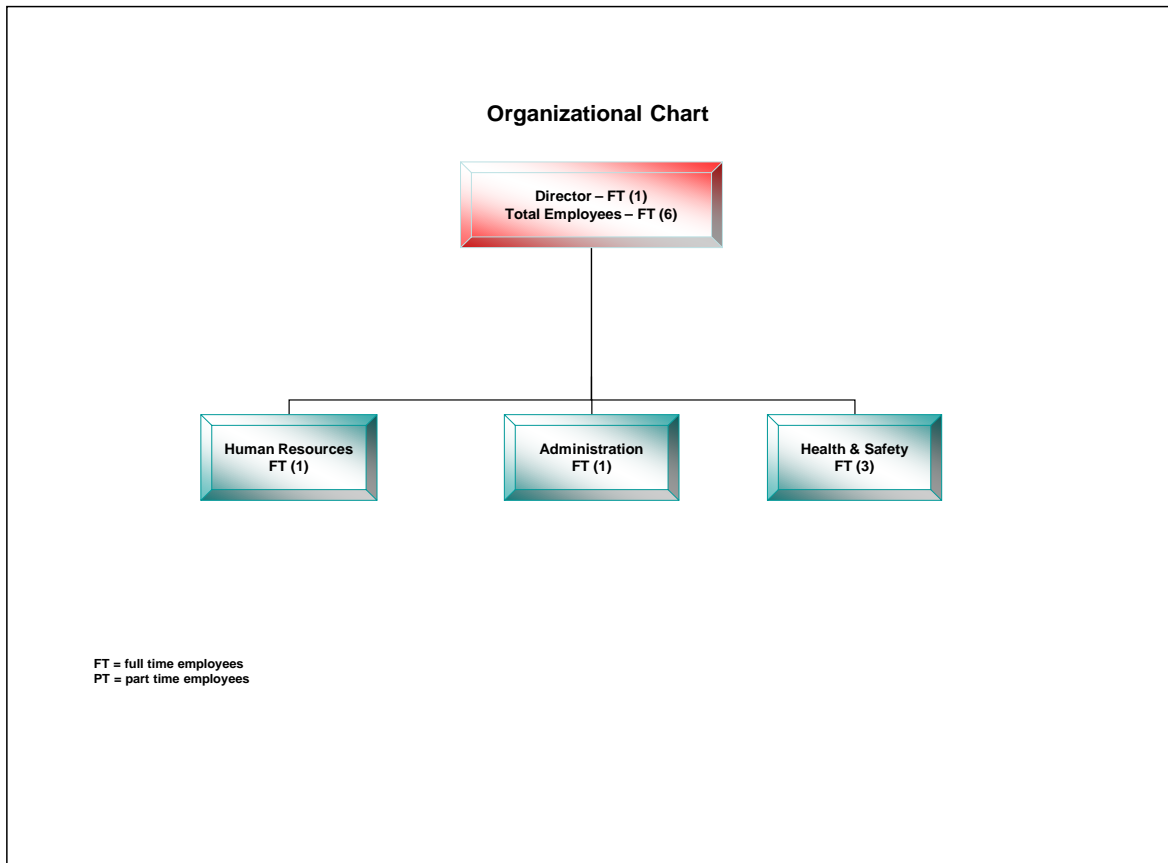 Organizational Chart
Director – FT (1)
Total Employees – FT (6)
Human Resources
FT (1)
Administration
FT (1)
Health & Safety
FT (3)
FT = full time employees
PT = part time employees